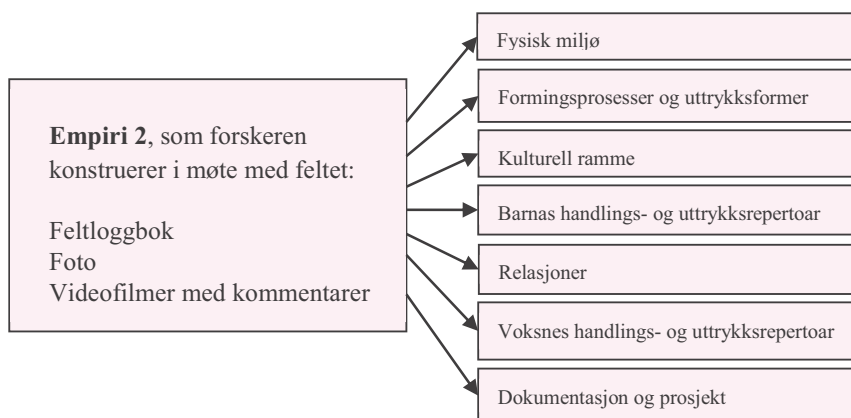 Empiri 2, som forskeren
konstruerer i møte med feltet:
Feltloggbok
Foto
Videofilmer med kommentarer
Fysisk miljø
Formingsprosesser og uttrykksformer
Kulturell ramme
Barnas handlings- og uttrykksrepertoar
Relasjoner
Voksnes handlings- og uttrykksrepertoar
Dokumentasjon og prosjekt